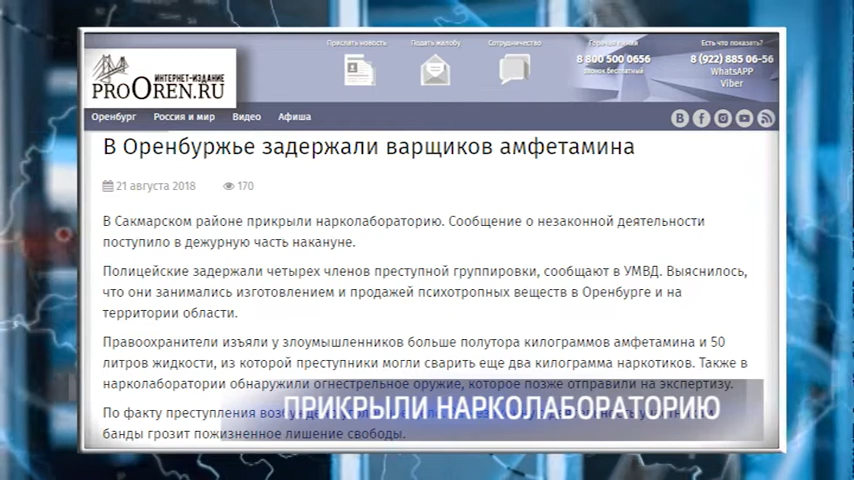 Прислать новость
Подать жалобу
Сотрудничество
Горячая линия
8 800 500 0656
звонок бесплатный
Есть что показать?
8 (922) 885 06-56
WhatsAPP
Viber
ИНТЕРНЕТ-ИЗДАНИЕ
PROOREN.RU
Оренбург Россия и мир Видео Афиша
В Оренбуржье задержали варщиков амфетамина
21 августа 2018 170
В Сакмарском районе прикрыли нарколабораторию. Сообщение о незаконной деятельности
поступило в дежурную часть накануне.
Полицейские задержали четырех членов преступной группировки, сообщают в УМВД. Выяснилось,
что они занимались изготовлением и продажей психотропных веществ в Оренбурге и на
территории области.
Правоохранители изъяли у злоумышленников больше полутора килограммов амфетамина и 50
литров жидкости, из которой преступники могли сварить еще два килограмма наркотиков. Также в
нарколаборатории обнаружили огнестрельное оружие, которое позже отправили на экспертизу.
По факту преступления
банды грозит пожизненное лишение свободы.
ПРИКРЫЛИ НАРКОЛАБОРАТОРИЮ